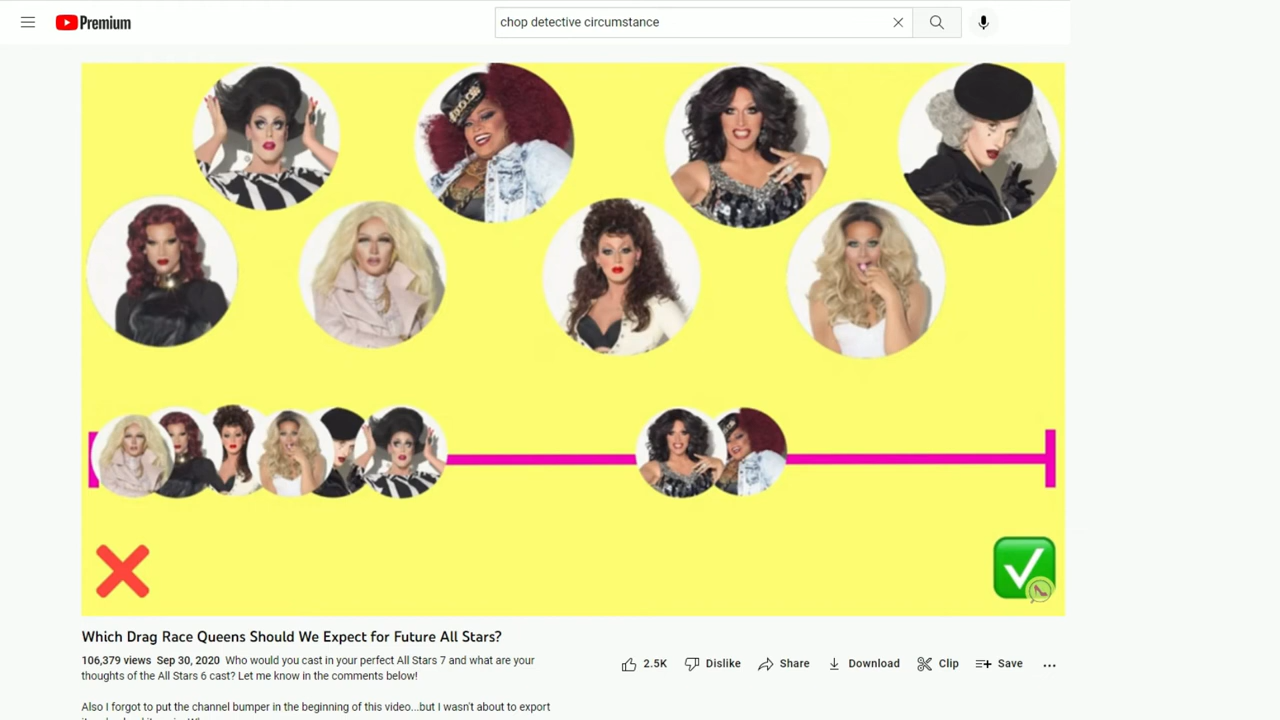 Premium
chop detective circumstance
Which Drag Race Queens Should We Expect for Future All Stars?
106,379 views Sep 30, 2020 Who would you cast in your perfect All Stars 7 and what are your
thoughts of the All Stars 6 cast? Let me know in the comments below!
2.5K Dislike Share Download Clip Save
Also I forgot to put the channel bumper in the beginning of this video...but I wasn't about to export